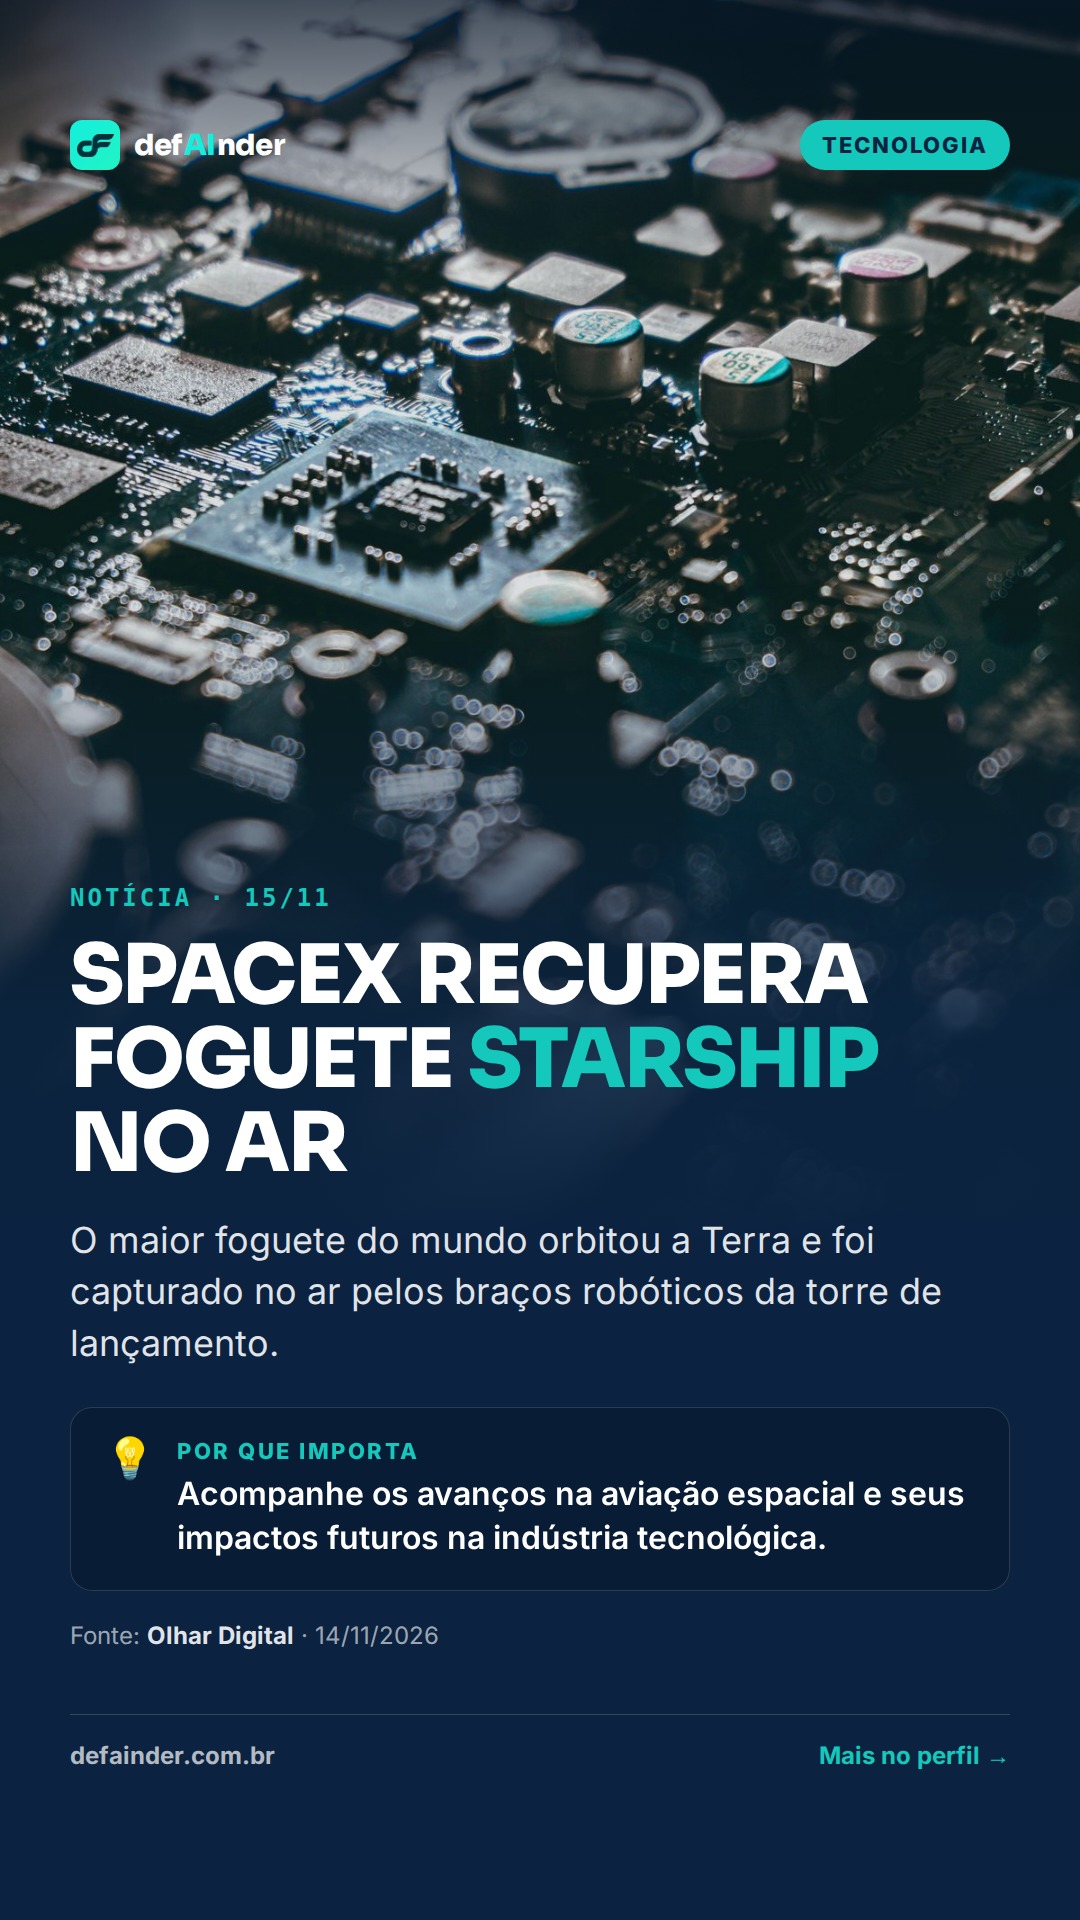 defAInder
TECNOLOGIA
NOTÍCIA · 15/11
SPACEX RECUPERA
FOGUETE STARSHIP
NO AR
O maior foguete do mundo orbitou a Terra e foi
capturado no ar pelos braços robóticos da torre de
lançamento.
💡 POR QUE IMPORTA
Acompanhe os avanços na aviação espacial e seus
impactos futuros na indústria tecnológica.
Fonte: Olhar Digital · 14/11/2026
defainder.com.br
Mais no perfil →